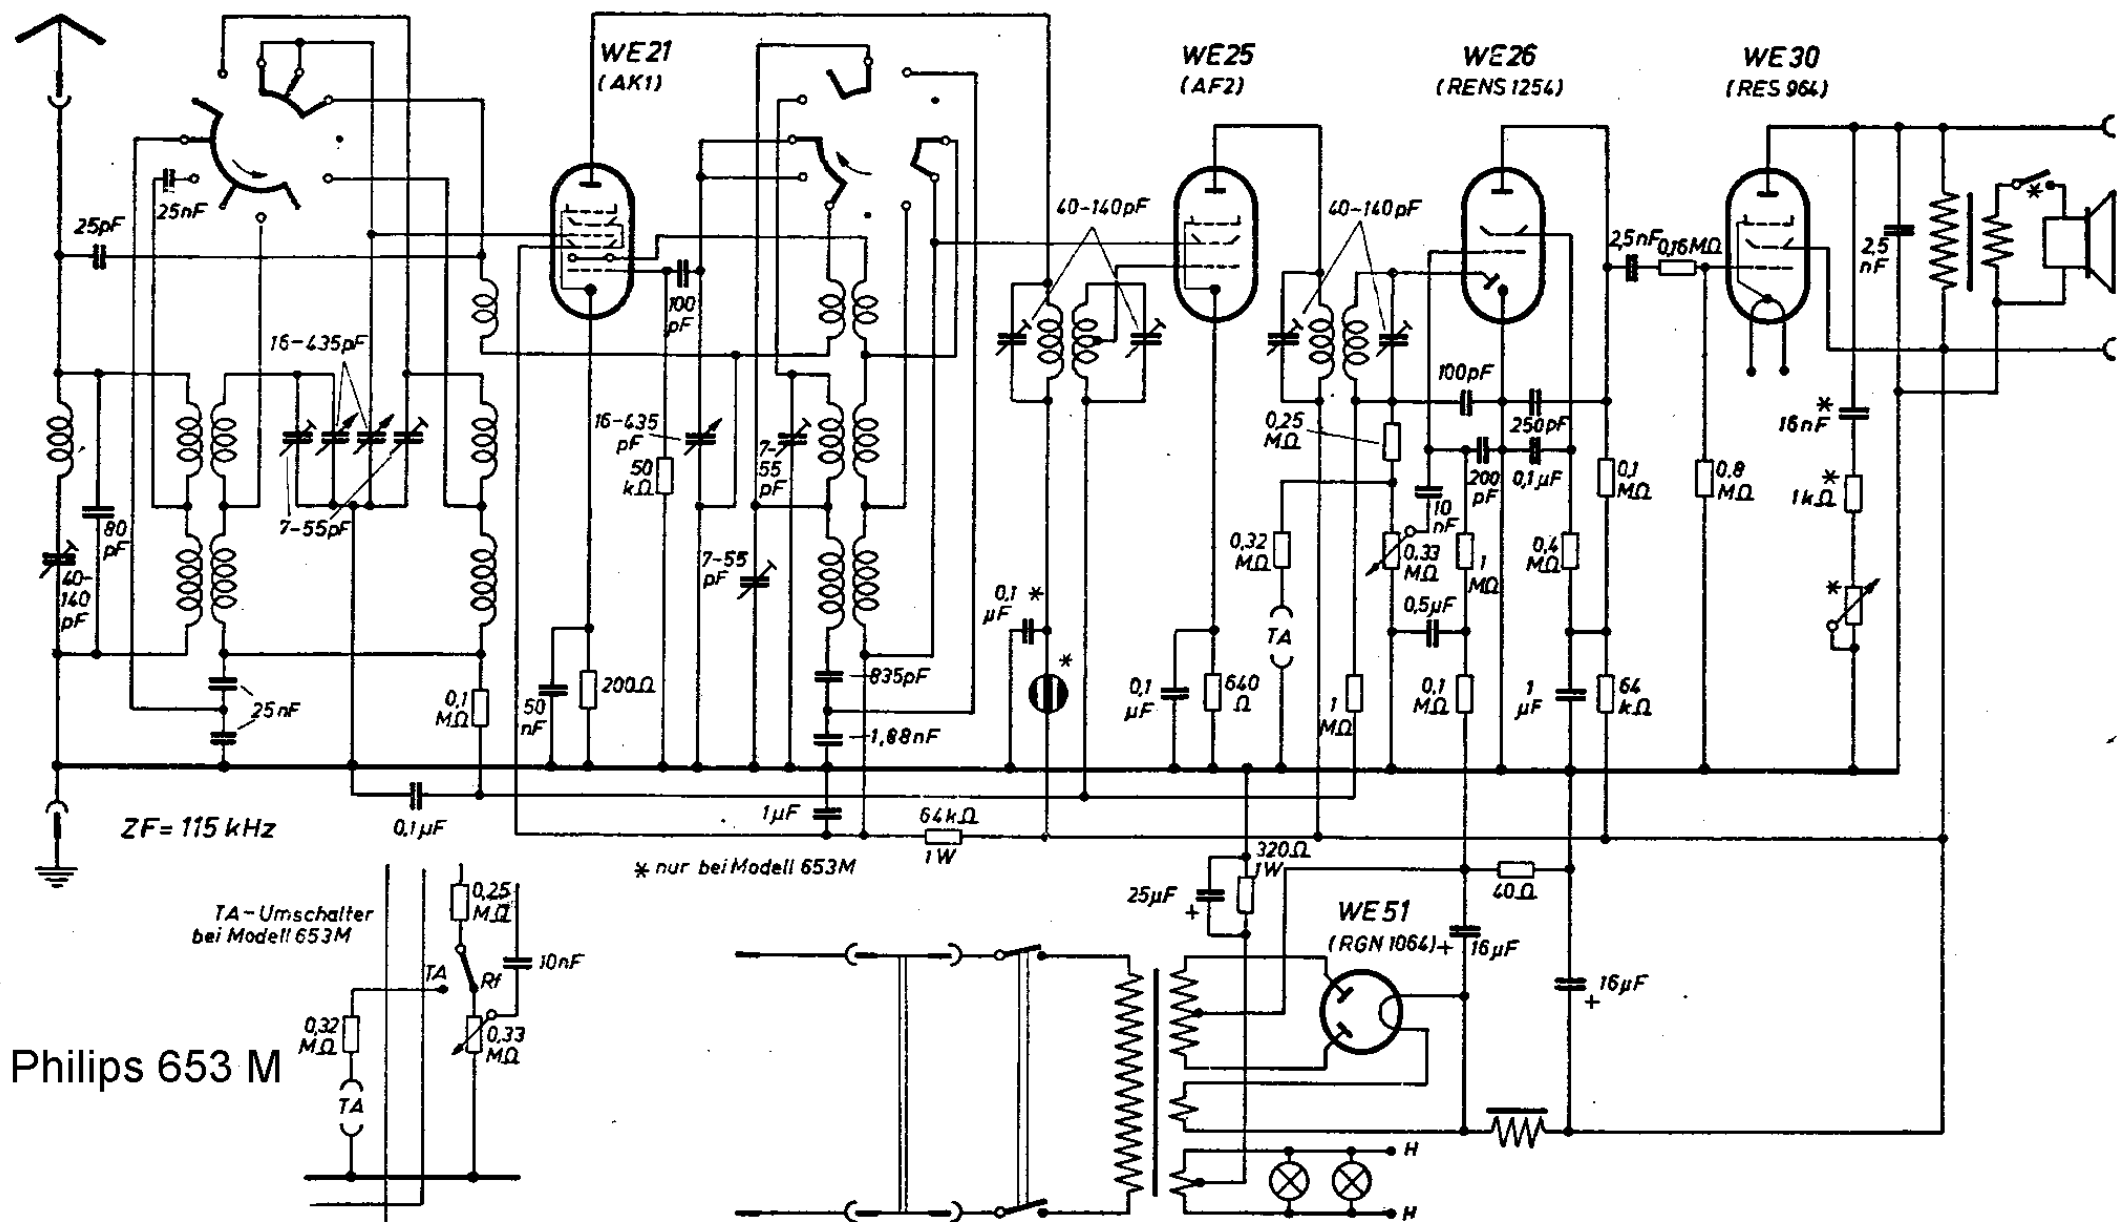 WE21
(AK1)
WE25
(AF2)
WE26
(RENS 1254)
WE30
(RES 964)
25nF
25pF
40-140pF
40-140pF
2,5nF
0,16MΩ
2,5
nF
100
pF
16-435pF
100pF
250pF
0,25
MΩ
16-435
pF
50
kΩ
7-
55
pF
*
16nF
200
pF
0,1µF
0,1
MΩ
0,8
MΩ
*
1kΩ
7-55pF
80
pF
10
nF
40-
140
pF
7-55
pF
0,32
MΩ
0,33
MΩ
1
MΩ
0,4
MΩ
*
0,1
µF
*
0,5µF
TA
*
835pF
200Ω
50
nF
0,1
MΩ
25nF
1,88nF
0,1
µF
640
Ω
1
MΩ
0,1
MΩ
1
µF
64
kΩ
*
ZF= 115 kHz
0,1µF
1µF
64kΩ
1W
* nur bei Modell 653M
320Ω
1W
25µF
+
40Ω
WE51
(RGN 1064)
+
16µF
16µF
+
TA-Umschalter
bei Modell 653M
0,25
MΩ
10nF
TA
Rf
0,32
MΩ
0,33
MΩ
TA
Philips 653 M
H
H